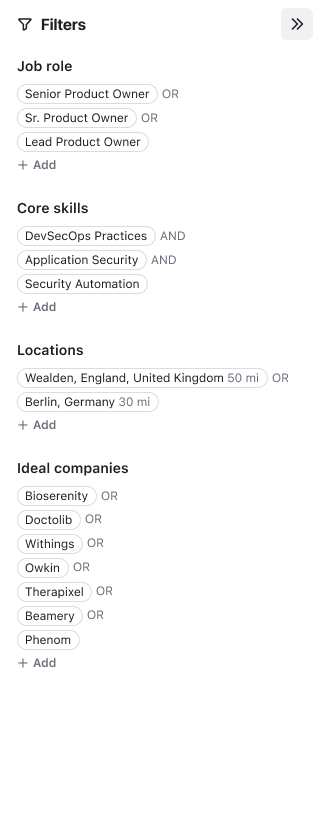 Filters
Job role
Senior Product Owner OR
Sr. Product Owner OR
Lead Product Owner
+ Add
Core skills
DevSecOps Practices AND
Application Security AND
Security Automation
+ Add
Locations
Wealden, England, United Kingdom 50 mi OR
Berlin, Germany 30 mi
+ Add
Ideal companies
Bioserenity OR
Doctolib OR
Withings OR
Owkin OR
Therapixel OR
Beamery OR
Phenom
+ Add